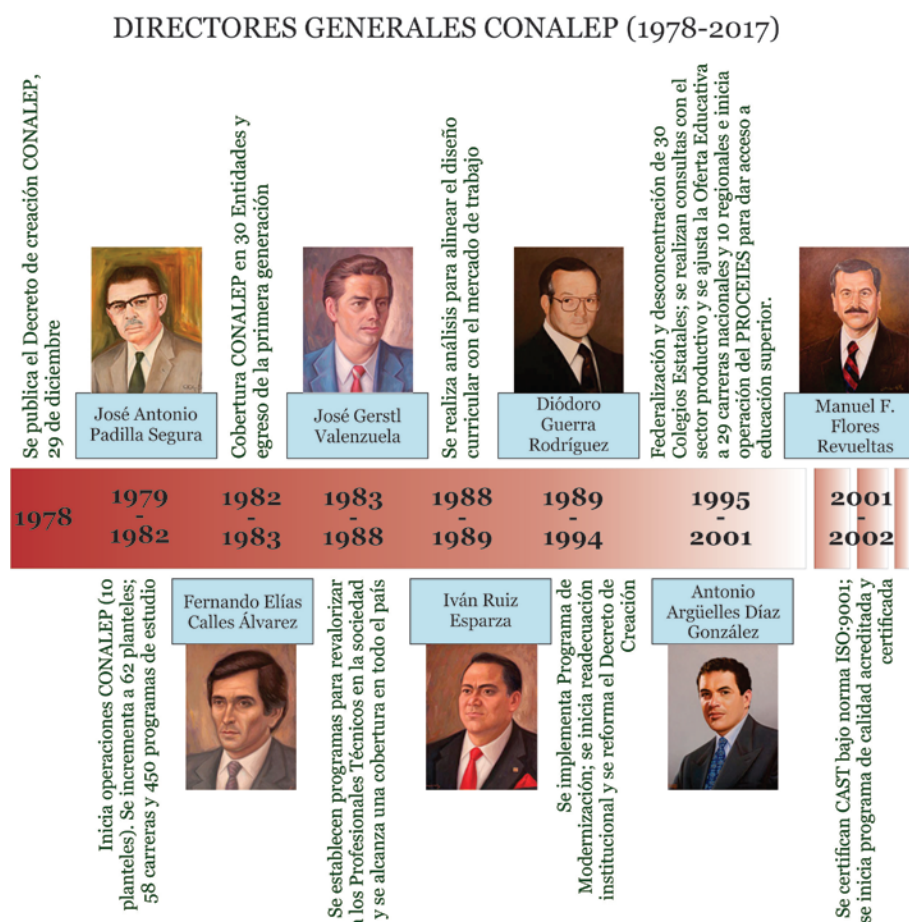 DIRECTORES GENERALES CONALEP (1978-2017)
Se publica el Decreto de creación CONALEP,
29 de diciembre
José Antonio
Padilla Segura
Cobertura CONALEP en 30 Entidades y
egreso de la primera generación
José Gerstl
Valenzuela
Se realiza análisis para alinear el diseño
curricular con el mercado de trabajo
Diódoro
Guerra
Rodríguez
Federalización y desconcentración de 30
Colegios Estatales; se realizan consultas con el
sector productivo y se ajusta la Oferta Educativa
a 29 carreras nacionales y 10 regionales e inicia
operación del PROCEIES para dar acceso a
educación superior.
Manuel F.
Flores
Revueltas
1978
1979
-
1982
1982
-
1983
1983
-
1988
1988
-
1989
1989
-
1994
1995
-
2001
2001
-
2002
Inicia operaciones CONALEP (10
planteles). Se incrementa a 62 planteles;
58 carreras y 450 programas de estudio
Fernando Elías
Calles Álvarez
Se establecen programas para revalorizar
los Profesionales Técnicos en la sociedad
y se alcanza una cobertura en todo el país
Iván Ruiz
Esparza
Se implementa Programa de
Modernización; se inicia readecuación
institucional y se reforma el Decreto de
Creación
Antonio
Argüelles Díaz
González
Se certifican CAST bajo norma ISO:9001;
se inicia programa de calidad acreditada y
certificada